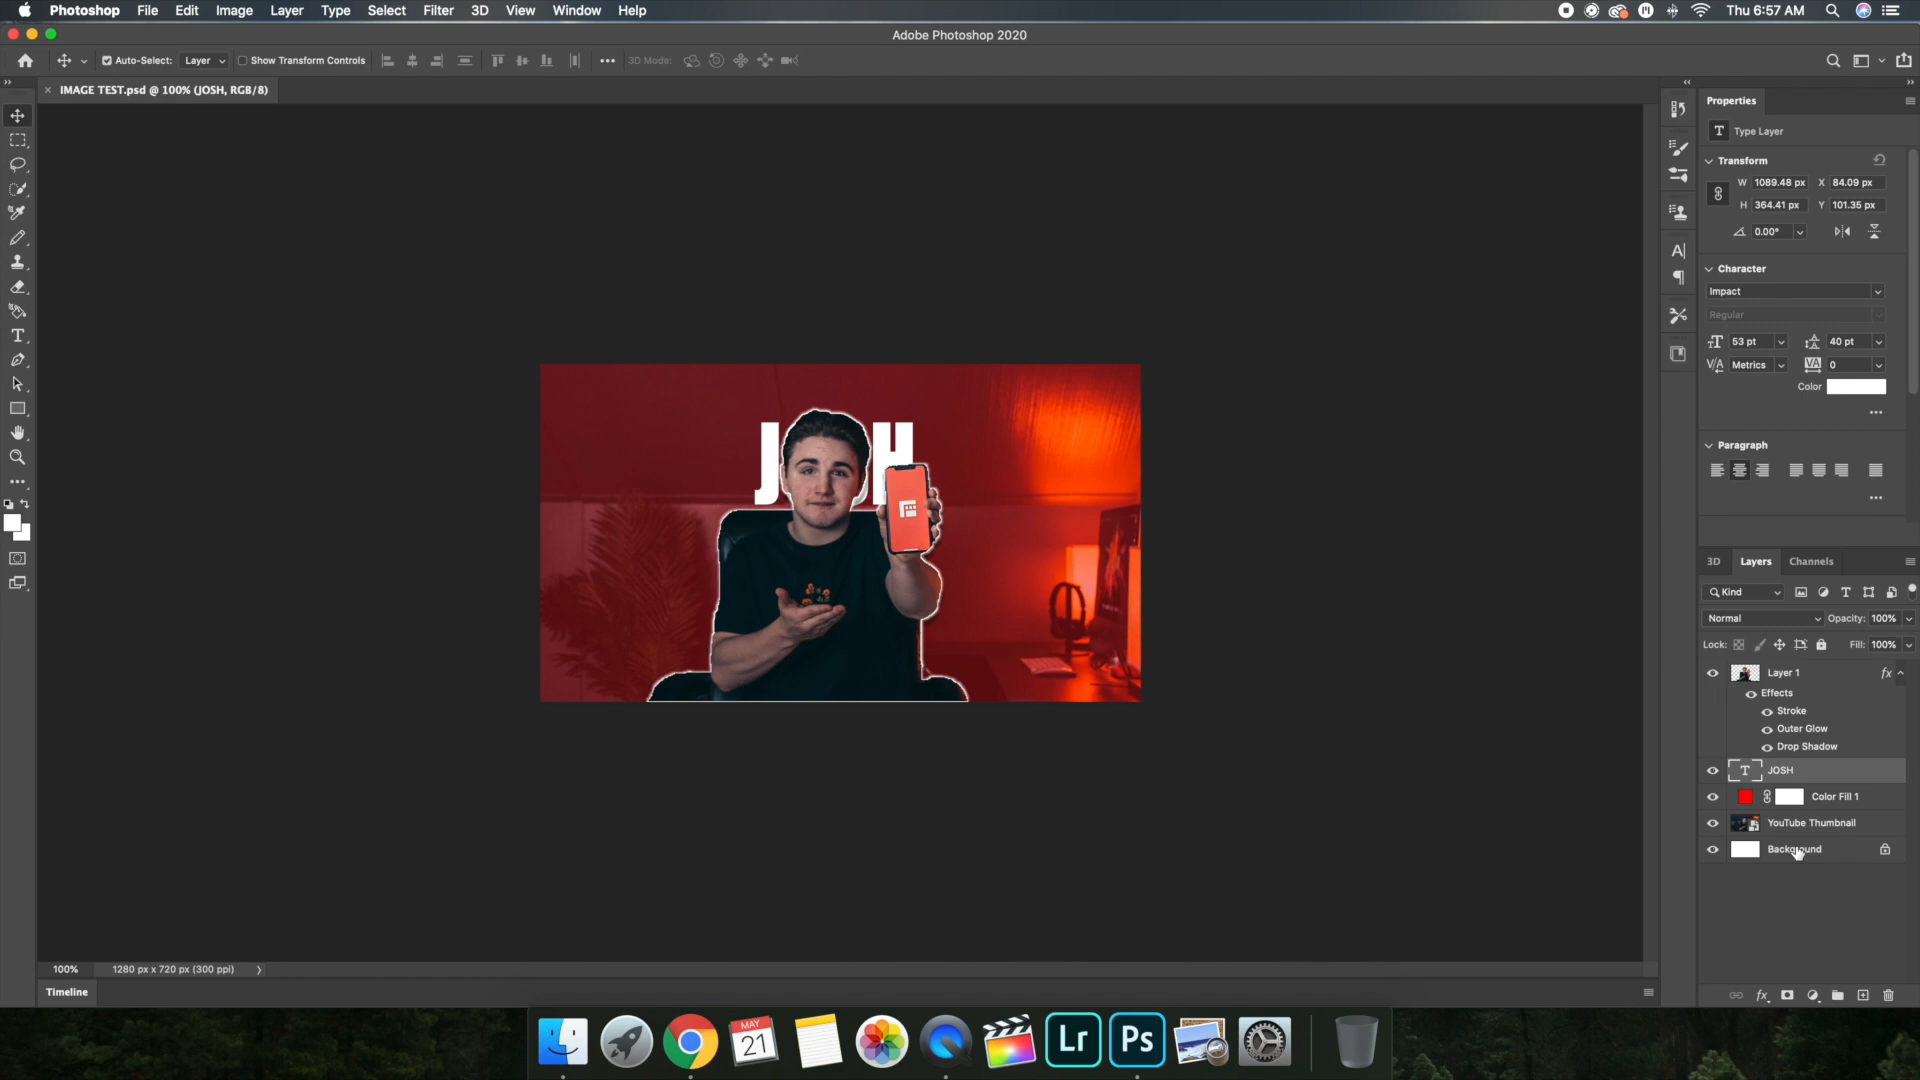 Photoshop File Edit Image Layer Type Select Filter 3D View Window Help
Thu 6:57 AM
Adobe Photoshop 2020
Auto-Select: Layer Show Transform Controls 3D Mode:
IMAGE TEST.psd @ 100% (JOSH, RGB/8)
Properties
T Type Layer
Transform
W 1089.48 px X 84.09 px
H 364.41 px Y 101.35 px
0.00°
Character
Impact
Regular
53 pt 40 pt
Metrics 0
Color
Paragraph
JOSH
3D Layers Channels
Kind
Normal Opacity: 100%
Lock: Fill: 100%
Layer 1 fx
Effects
Stroke
Outer Glow
Drop Shadow
T JOSH
Color Fill 1
YouTube Thumbnail
Background
100% 1280 px x 720 px (300 ppi)
Timeline
MAY
21
Lr
Ps